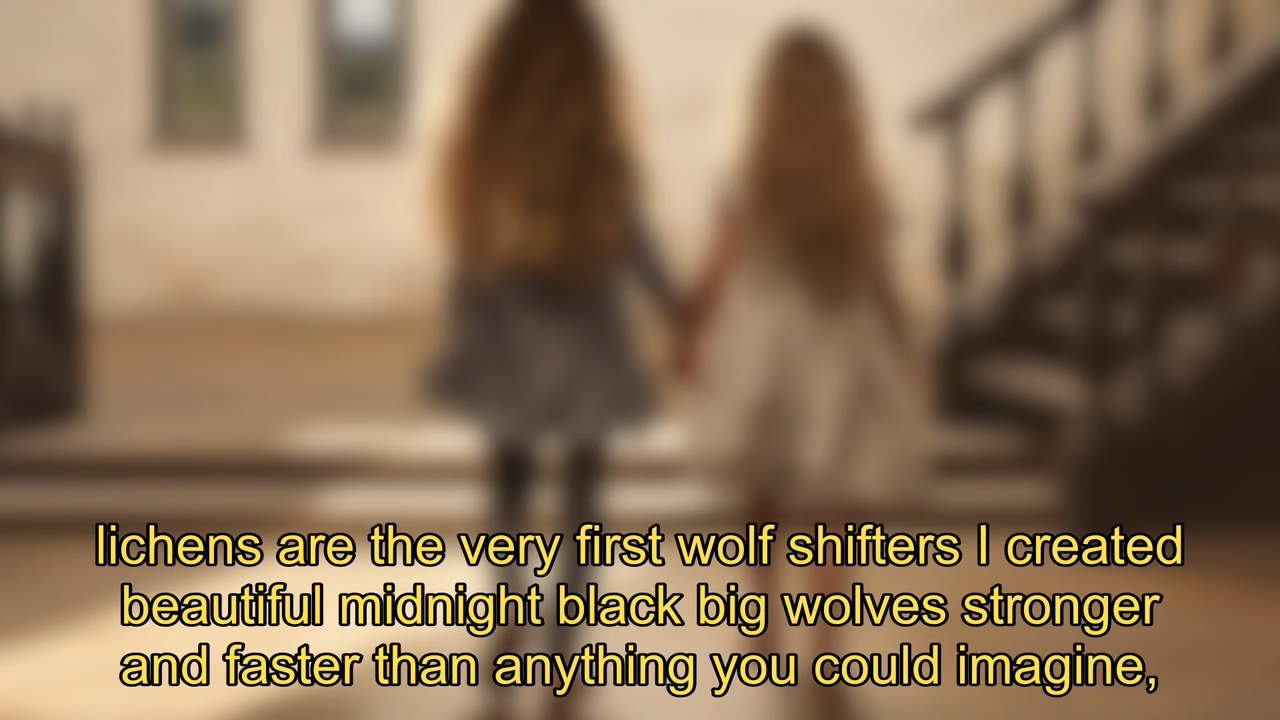 lichens are the very first wolf shifters I created
beautiful midnight black big wolves stronger
and faster than anything you could imagine,